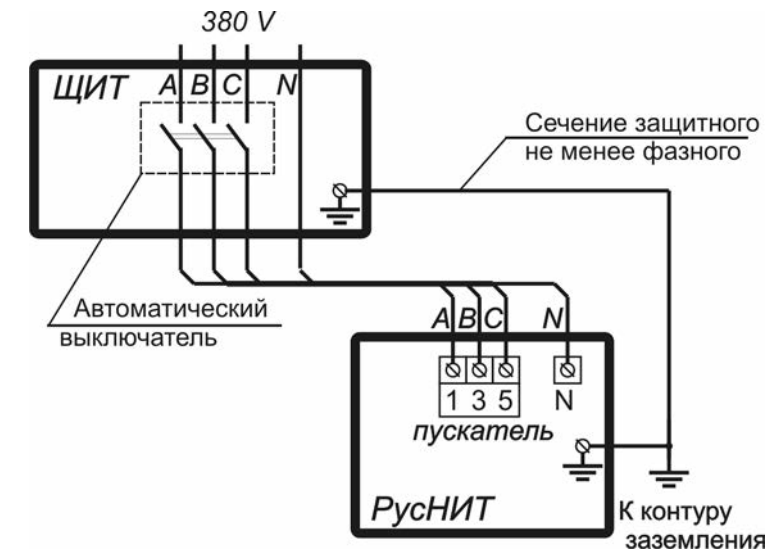 380 V
ЩИТ
A B C N
Сечение защитного
не менее фазного
Автоматический
выключатель
A B C N
1 3 5 N
пускатель
РусНИТ
К контуру
заземления